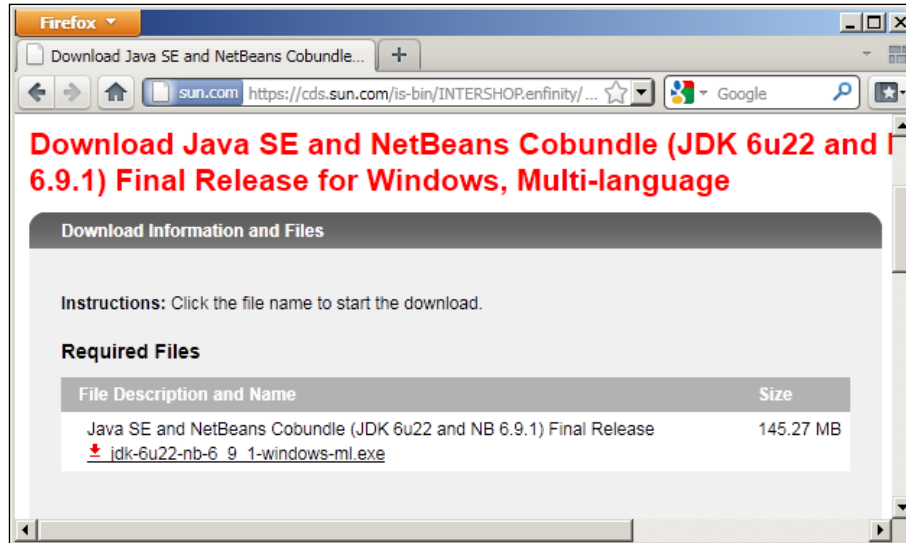 Firefox
Download Java SE and NetBeans Cobundle...
sun.com https://cds.sun.com/is-bin/INTERSHOP.enfinity/...
Google
Download Java SE and NetBeans Cobundle (JDK 6u22 and
6.9.1) Final Release for Windows, Multi-language
Download Information and Files
Instructions: Click the file name to start the download.
Required Files
File Description and Name Size
Java SE and NetBeans Cobundle (JDK 6u22 and NB 6.9.1) Final Release 145.27 MB
jdk-6u22-nb-6_9_1-windows-ml.exe